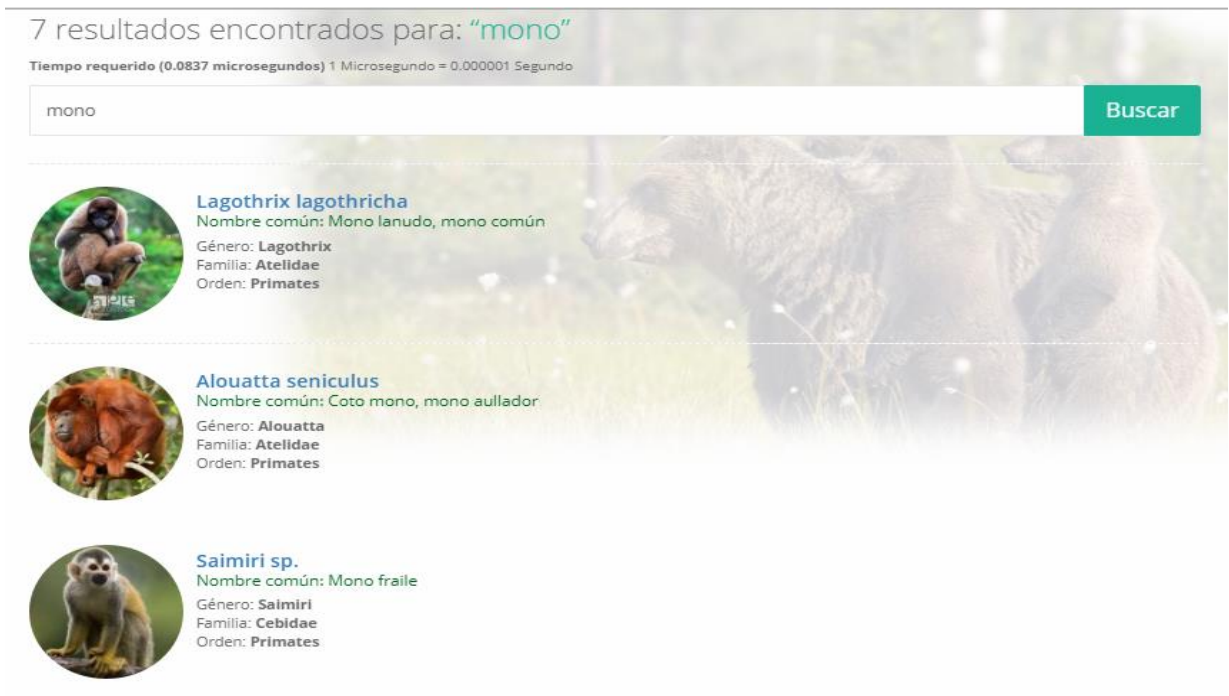 7 resultados encontrados para: “mono”
Tiempo requerido (0.0837 microsegundos) 1 Microsegundo = 0.000001 Segundo
mono
Buscar
Lagothrix lagothricha
Nombre común: Mono lanudo, mono común
Género: Lagothrix
Familia: Atelidae
Orden: Primates
Alouatta seniculus
Nombre común: Coto mono, mono aullador
Género: Alouatta
Familia: Atelidae
Orden: Primates
Saimiri sp.
Nombre común: Mono fraile
Género: Saimiri
Familia: Cebidae
Orden: Primates